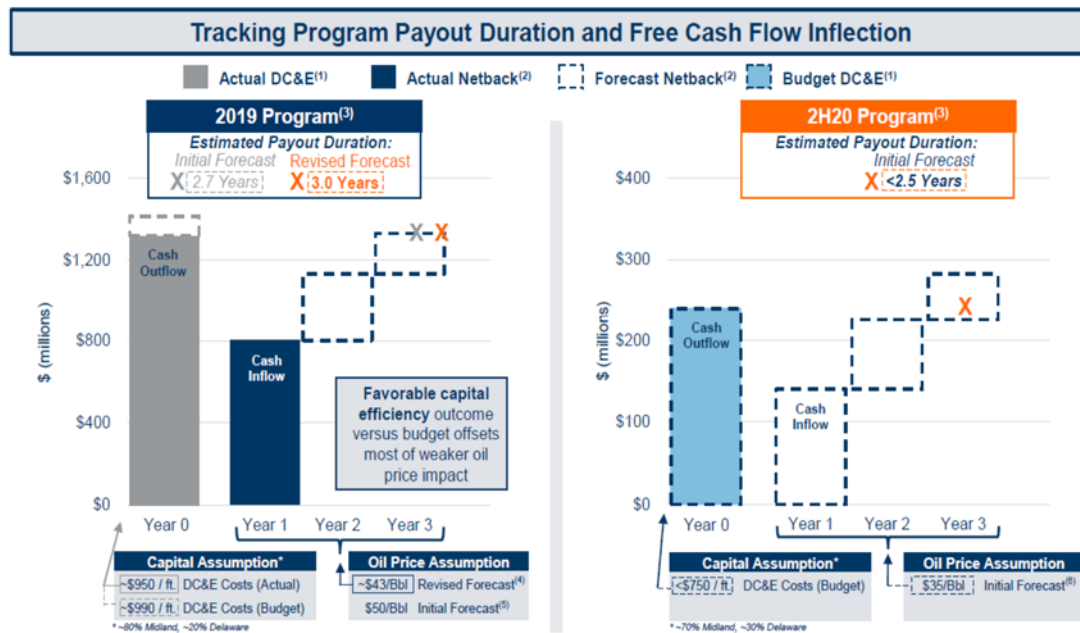 Tracking Program Payout Duration and Free Cash Flow Inflection
Actual DC&E(1) Actual Netback(2) Forecast Netback(2) Budget DC&E(1)
2019 Program(3)
Estimated Payout Duration:
Initial Forecast Revised Forecast
X 2.7 Years X 3.0 Years
$1,600
$1,200
$800
$400
$0
$ (millions)
Cash
Outflow
Cash
Inflow
X X
Favorable capital
efficiency outcome
versus budget offsets
most of weaker oil
price impact
Year 0 Year 1 Year 2 Year 3
Capital Assumption*
~$950 / ft. DC&E Costs (Actual)
~$990 / ft. DC&E Costs (Budget)
* ~80% Midland, ~20% Delaware
Oil Price Assumption
~$43/Bbl Revised Forecast(4)
$50/Bbl Initial Forecast(5)
2H20 Program(3)
Estimated Payout Duration:
Initial Forecast
X <2.5 Years
$400
$300
$200
$100
$0
$ (millions)
Cash
Outflow
Cash
Inflow
X
Year 0 Year 1 Year 2 Year 3
Capital Assumption*
<$750 / ft. DC&E Costs (Budget)
* ~70% Midland, ~30% Delaware
Oil Price Assumption
$35/Bbl Initial Forecast(6)